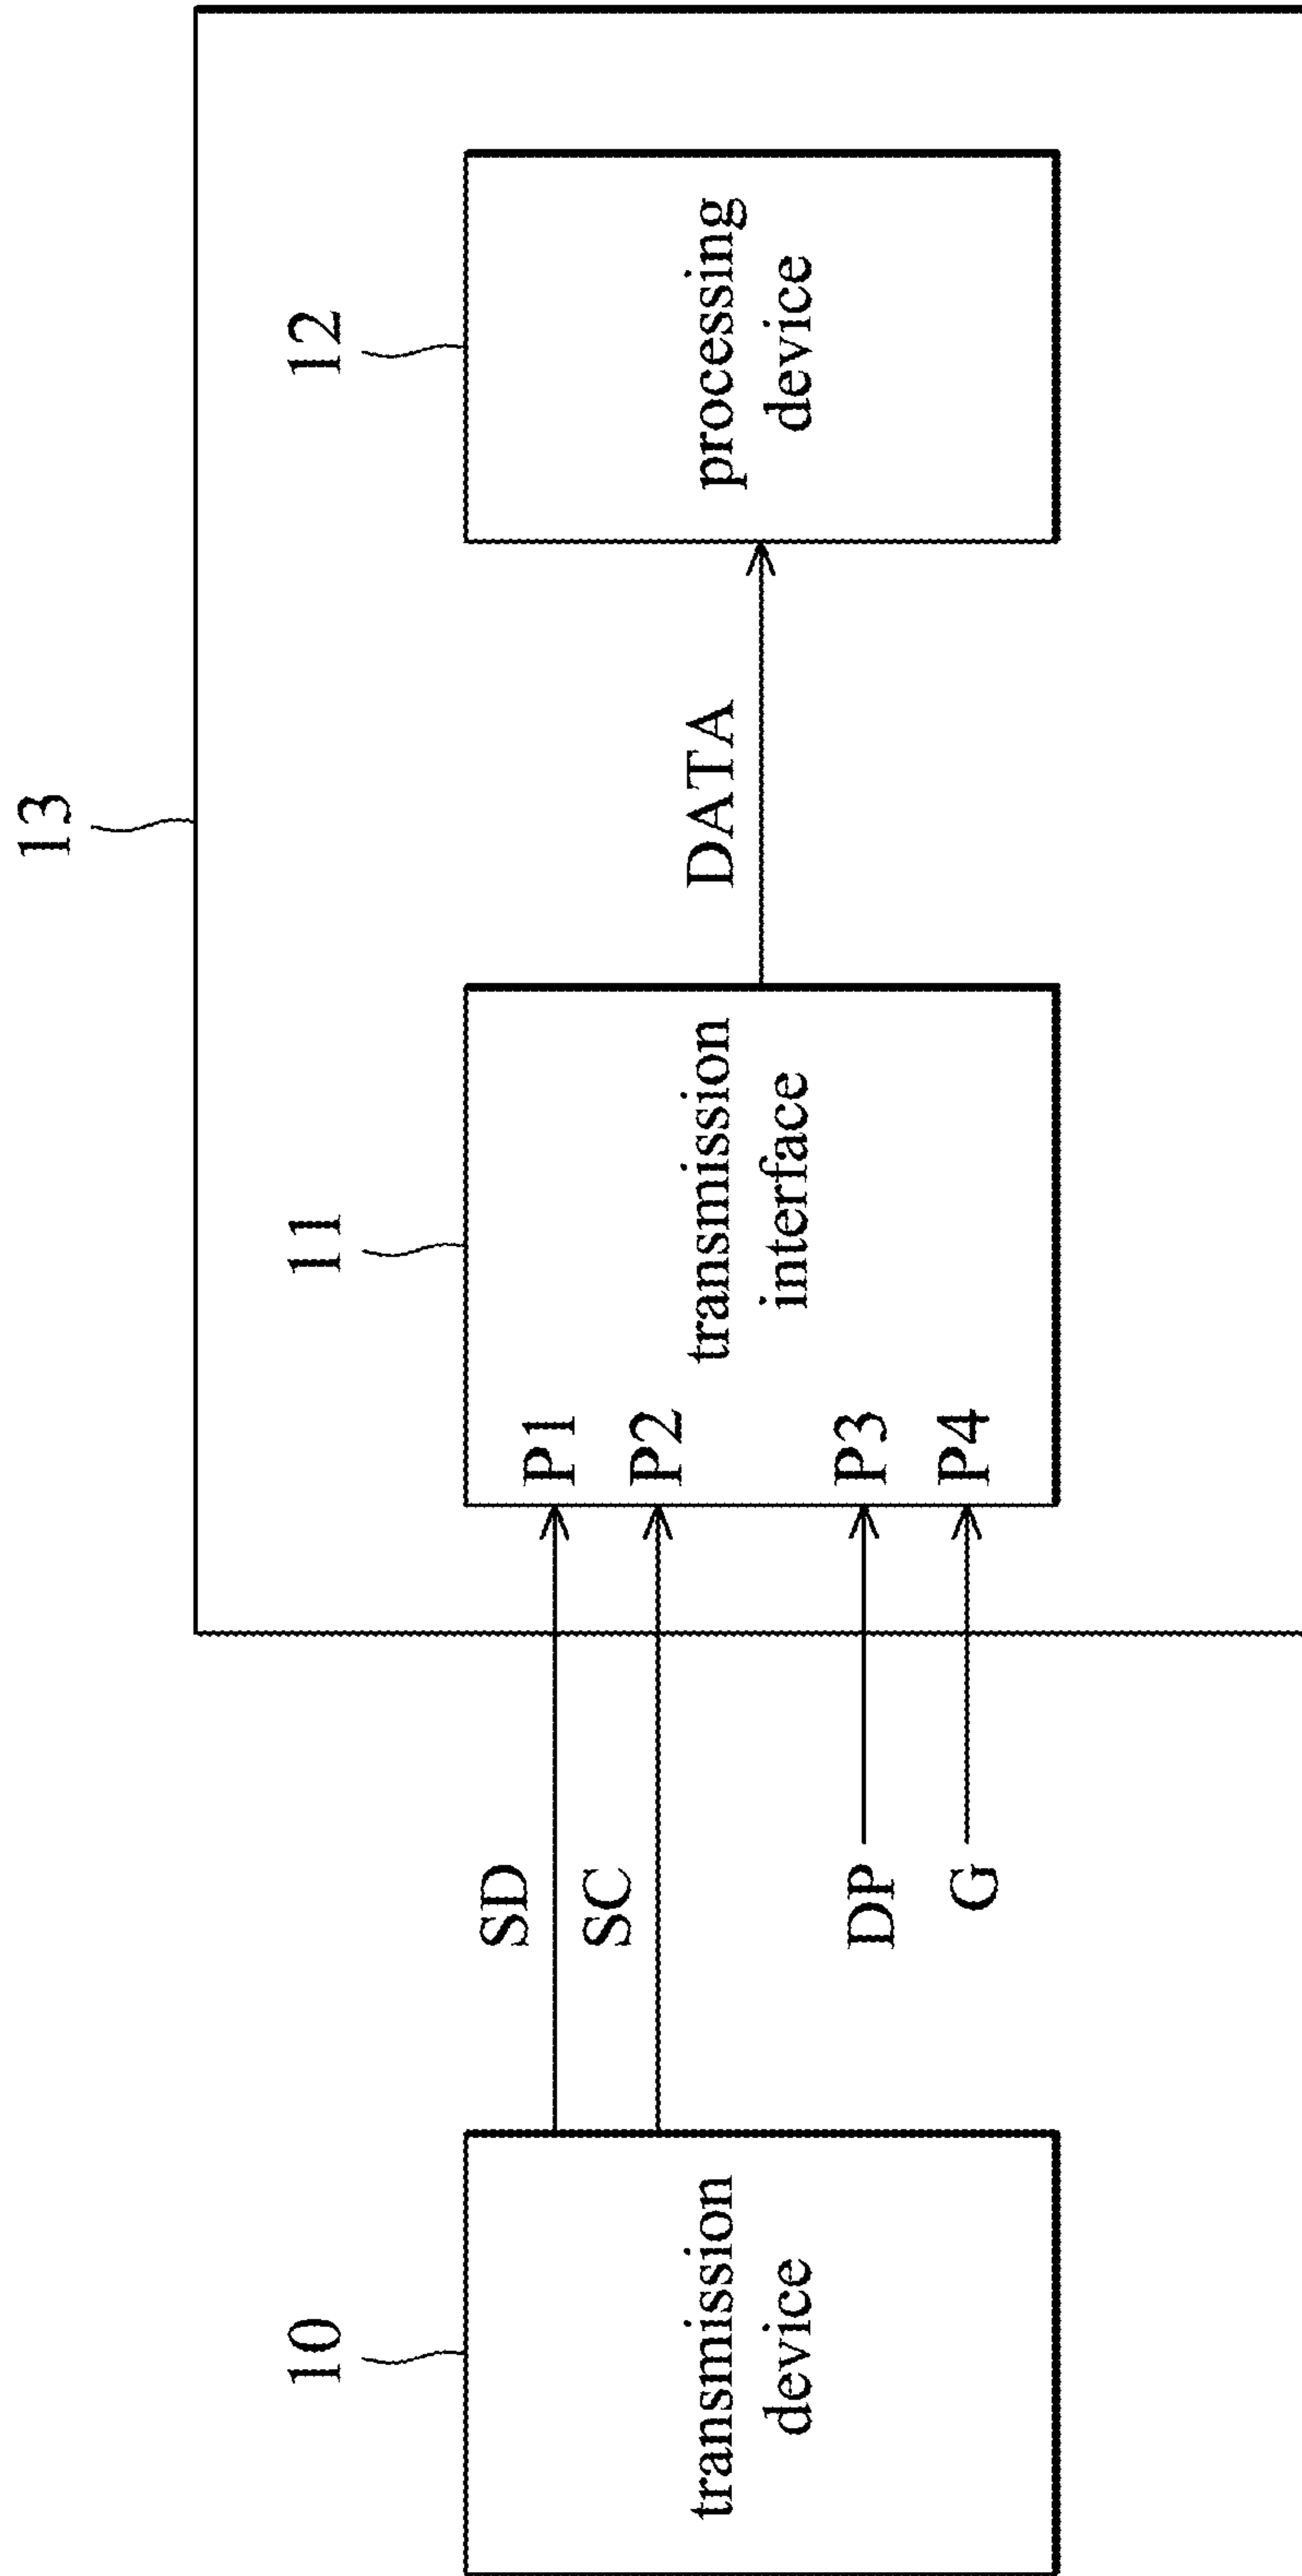 13
10
11
12
transmission
device
SD
SC
DP
G
P1
P2
P3
P4
transmission
interface
DATA
processing
device